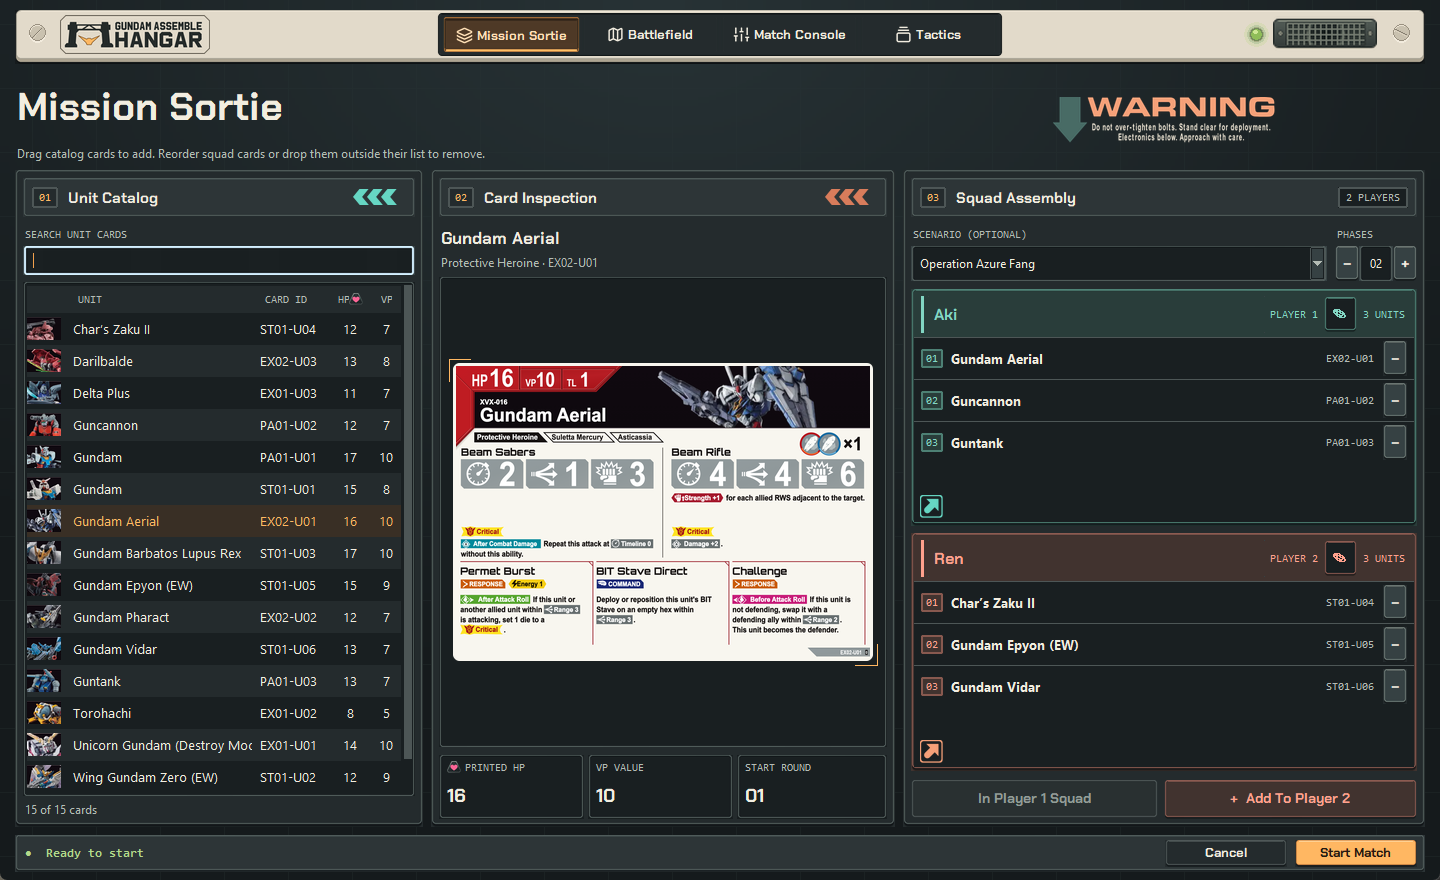 GUNDAM ASSEMBLE
HANGAR
Mission Sortie
Battlefield
Match Console
Tactics
Mission Sortie
WARNING
Do not over-tighten bolts. Stand clear for deployment.
Electronics below. Approach with care.
Drag catalog cards to add. Reorder squad cards or drop them outside their list to remove.
01 Unit Catalog
SEARCH UNIT CARDS
UNIT CARD ID HP VP
Char's Zaku II ST01-U04 12 7
Darilbalde EX02-U03 13 8
Delta Plus EX01-U03 11 7
Guncannon PA01-U02 12 7
Gundam PA01-U01 17 10
Gundam ST01-U01 15 8
Gundam Aerial EX02-U01 16 10
Gundam Barbatos Lupus Rex ST01-U03 17 10
Gundam Epyon (EW) ST01-U05 15 9
Gundam Pharact EX02-U02 12 7
Gundam Vidar ST01-U06 13 7
Guntank PA01-U03 13 7
Torohachi EX01-U02 8 5
Unicorn Gundam (Destroy Moc EX01-U01 14 10
Wing Gundam Zero (EW) ST01-U02 12 9
15 of 15 cards
02 Card Inspection
Gundam Aerial
Protective Heroine · EX02-U01
HP 16 VP 10 TL 1
XVX-016
Gundam Aerial
Protective Heroine Suletta Mercury Asticassia
×1
Beam Sabers
2 1 3
Critical
After Combat Damage Repeat this attack at Timeline 0
without this ability.
Beam Rifle
4 4 6
Strength +1 for each allied RWS adjacent to the target.
Critical
Damage +2 .
Permet Burst
RESPONSE Energy 1
After Attack Roll If this unit or
another allied unit within Range 3
is attacking, set 1 die to a
Critical .
BIT Stave Direct
COMMAND
Deploy or reposition this unit's BIT
Stave on an empty hex within
Range 3 .
Challenge
RESPONSE
Before Attack Roll If this unit is
not defending, swap it with a
defending ally within Range 2 .
This unit becomes the defender.
EX02-U01
PRINTED HP
16
VP VALUE
10
START ROUND
01
03 Squad Assembly 2 PLAYERS
SCENARIO (OPTIONAL) PHASES
Operation Azure Fang − 02 +
Aki PLAYER 1 3 UNITS
01 Gundam Aerial EX02-U01 −
02 Guncannon PA01-U02 −
03 Guntank PA01-U03 −
Ren PLAYER 2 3 UNITS
01 Char's Zaku II ST01-U04 −
02 Gundam Epyon (EW) ST01-U05 −
03 Gundam Vidar ST01-U06 −
In Player 1 Squad
+ Add To Player 2
Ready to start
Cancel
Start Match